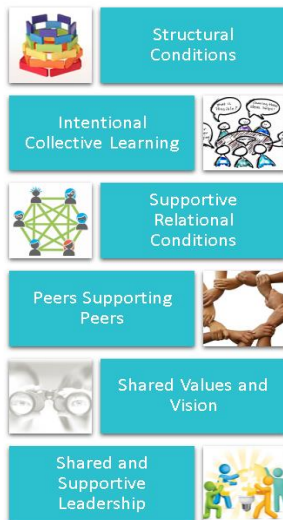 Structural
Conditions
Intentional
Collective Learning
Supportive
Relational
Conditions
Peers Supporting
Peers
Shared Values and
Vision
Shared and
Supportive
Leadership